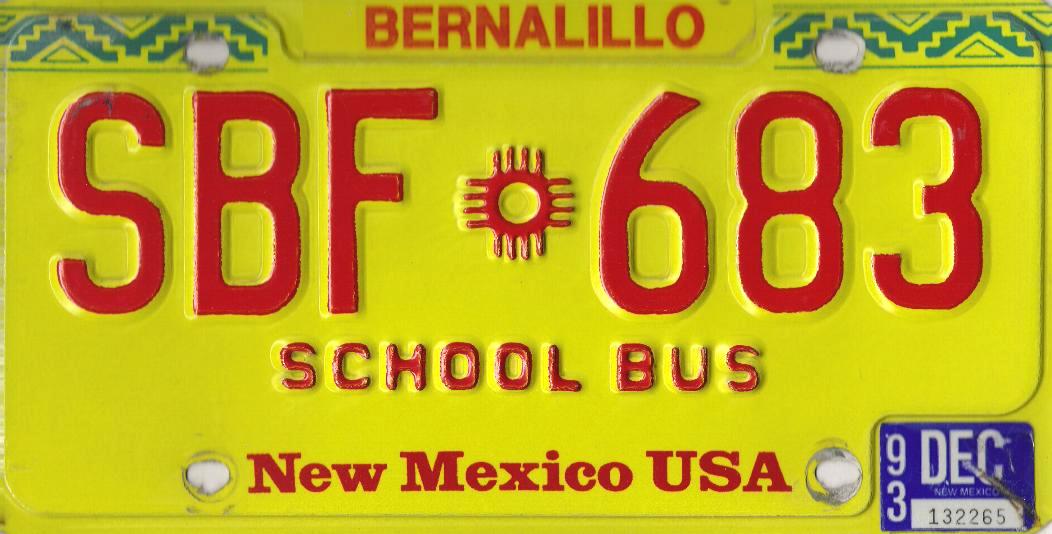 BERNALILLO
SBF 683
SCHOOL BUS
New Mexico USA
93 DEC
NEW MEXICO
132265